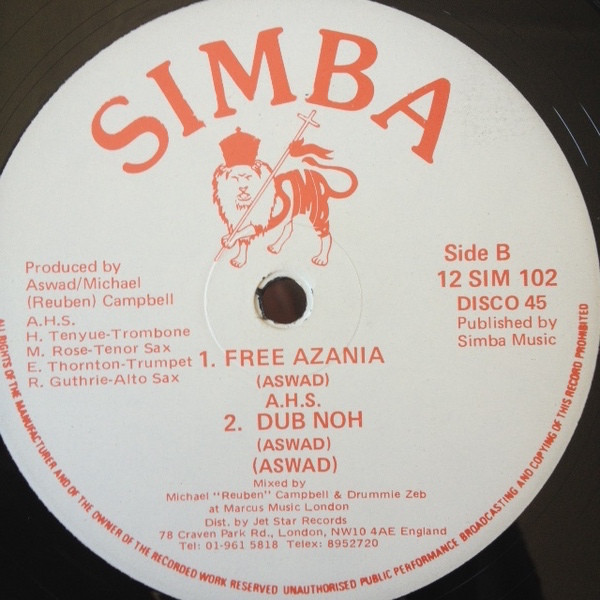 SIMBA
SIMB
Side B
12 SIM 102
DISCO 45
Published by
Simba Music
Produced by
Aswad/Michael
(Reuben) Campbell
A.H.S.
H. Tenyue-Trombone
M. Rose-Tenor Sax
E. Thornton-Trumpet
R. Guthrie-Alto Sax
1. FREE AZANIA
(ASWAD)
A.H.S.
2. DUB NOH
(ASWAD)
(ASWAD)
Mixed by
Michael "Reuben" Campbell & Drummie Zeb
at Marcus Music London
Dist. by Jet Star Records
78 Craven Park Rd., London, NW10 4AE England
Tel: 01-961 5818 Telex: 8952720
ALL RIGHTS OF THE MANUFACTURER AND OF THE OWNER OF THE RECORDED WORK RESERVED UNAUTHORISED PUBLIC PERFORMANCE BROADCASTING AND COPYING OF THIS RECORD PROHIBITED